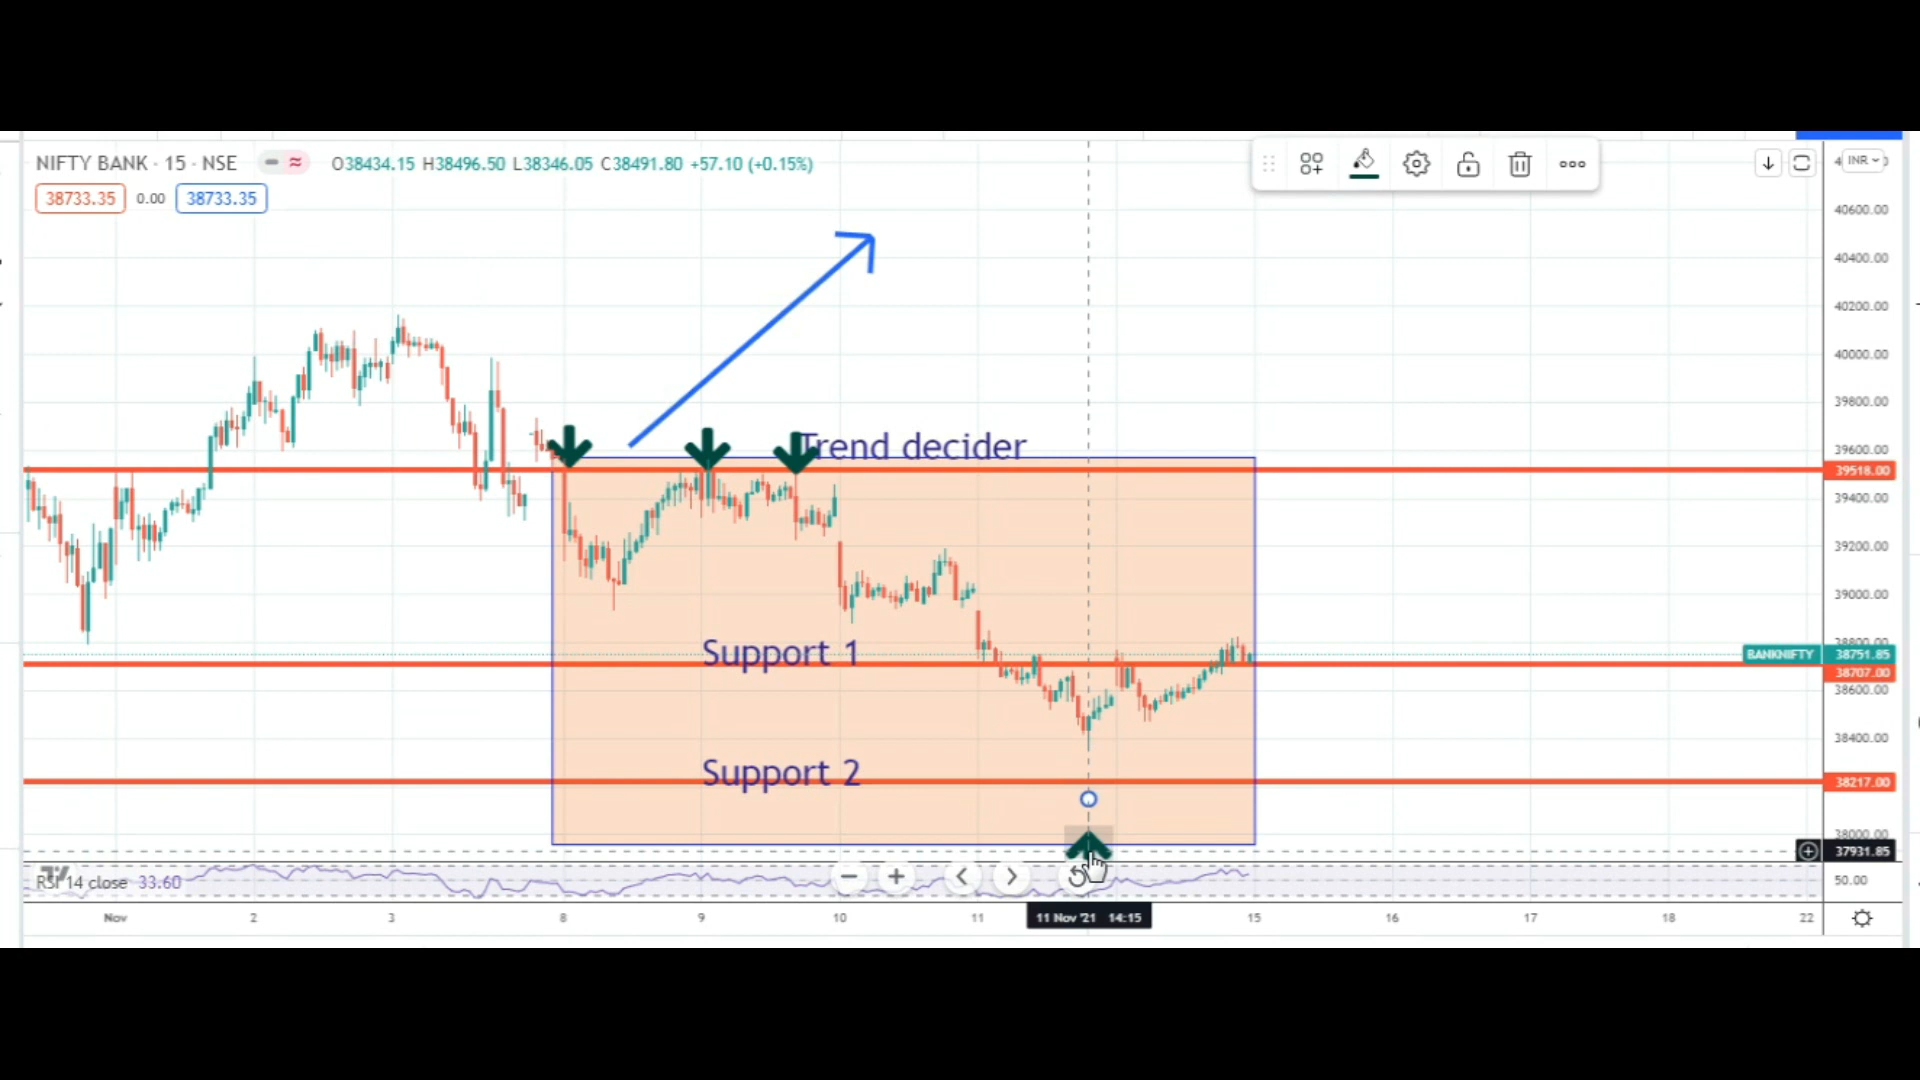 NIFTY BANK · 15 · NSE
O38434.15 H38496.50 L38346.05 C38491.80 +57.10 (+0.15%)
38733.35 0.00 38733.35
INR
40600.00
40400.00
40200.00
40000.00
39800.00
39600.00
Trend decider
39518.00
39400.00
39200.00
39000.00
38800.00
Support 1
BANKNIFTY 38751.85
38707.00
38600.00
38400.00
Support 2
38217.00
38000.00
37931.85
RSI 14 close 33.60
50.00
Nov 2 3 8 9 10 11 11 Nov '21 14:15 15 16 17 18 22